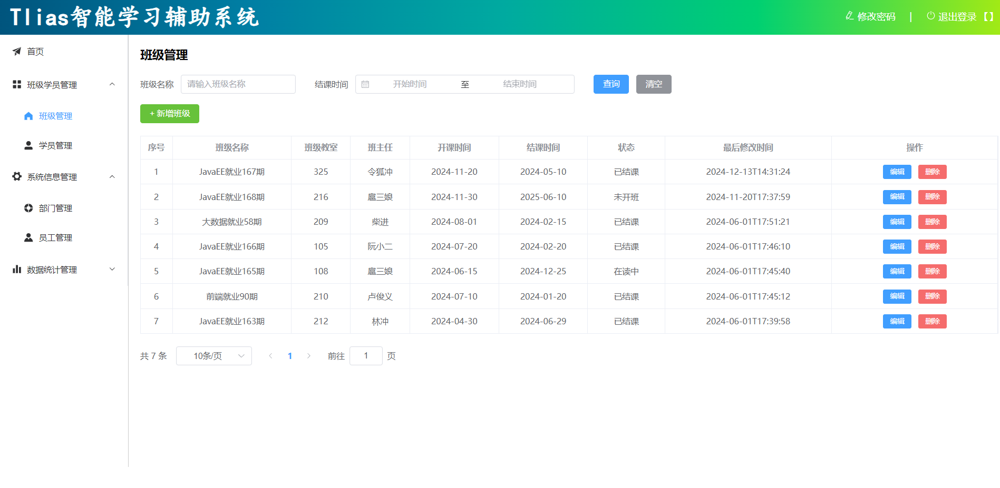 Tlias智能学习辅助系统
修改密码 | 退出登录 【】
首页
班级学员管理
班级管理
学员管理
系统信息管理
部门管理
员工管理
数据统计管理
班级管理
班级名称 请输入班级名称 结课时间 开始时间 至 结束时间 查询 清空
+ 新增班级
序号 班级名称 班级教室 班主任 开课时间 结课时间 状态 最后修改时间 操作
1 JavaEE就业167期 325 令狐冲 2024-11-20 2024-05-10 已结课 2024-12-13T14:31:24 编辑 删除
2 JavaEE就业168期 216 扈三娘 2024-11-30 2025-06-10 未开班 2024-11-20T17:37:59 编辑 删除
3 大数据就业58期 209 柴进 2024-08-01 2024-02-15 已结课 2024-06-01T17:51:21 编辑 删除
4 JavaEE就业166期 105 阮小二 2024-07-20 2024-02-20 已结课 2024-06-01T17:46:10 编辑 删除
5 JavaEE就业165期 108 扈三娘 2024-06-15 2024-12-25 在读中 2024-06-01T17:45:40 编辑 删除
6 前端就业90期 210 卢俊义 2024-07-10 2024-01-20 已结课 2024-06-01T17:45:12 编辑 删除
7 JavaEE就业163期 212 林冲 2024-04-30 2024-06-29 已结课 2024-06-01T17:39:58 编辑 删除
共 7 条 10条/页 1 前往 1 页